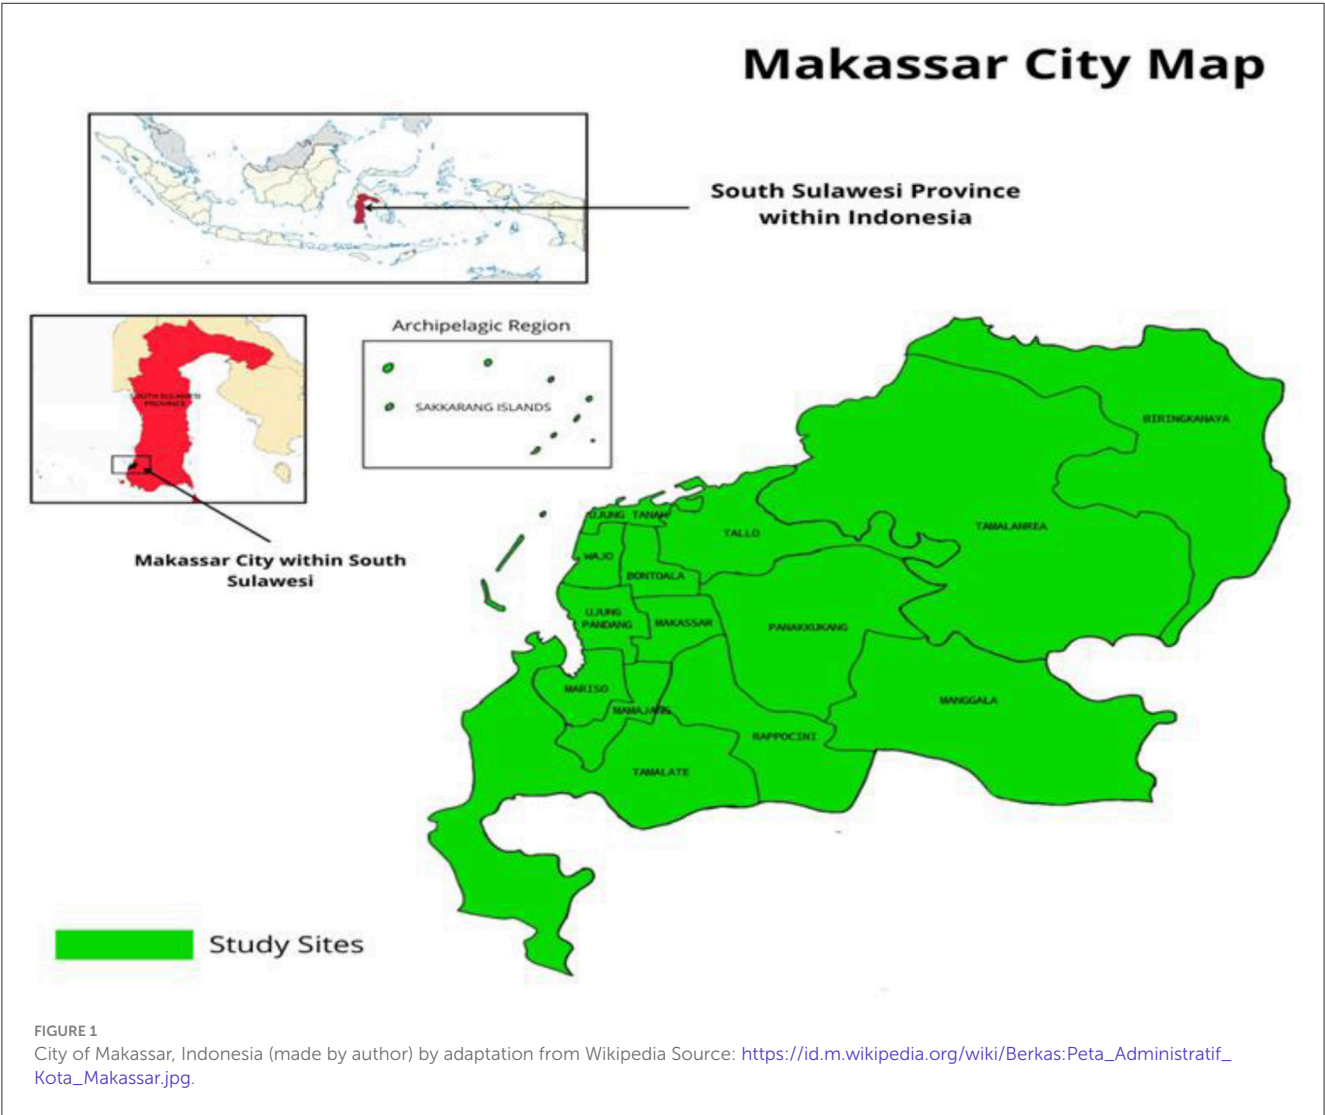 Makassar City Map
South Sulawesi Province
within Indonesia
Archipelagic Region
SAKKARANG ISLANDS
SOUTH SULAWESI
PROVINCE
Makassar City within South
Sulawesi
BIRINGKANAYA
TAMALANREA
UJUNG TANAH
TALLO
WAJO
BONTOALA
UJUNG
PANDANG
MAKASSAR
PANAKKUKANG
MARISO
MAMAJANG
MANGGALA
RAPPOCINI
TAMALATE
Study Sites
FIGURE 1
City of Makassar, Indonesia (made by author) by adaptation from Wikipedia Source: https://id.m.wikipedia.org/wiki/Berkas:Peta_Administratif_
Kota_Makassar.jpg.